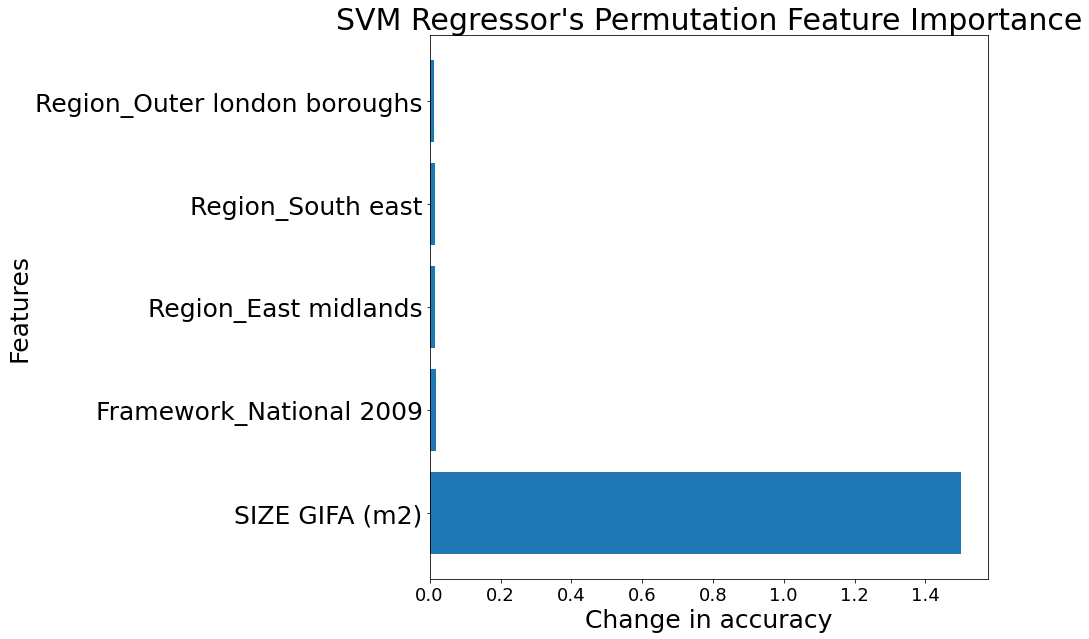 SVM Regressor's Permutation Feature Importance
Region_Outer london boroughs
Region_South east
Region_East midlands
Framework_National 2009
SIZE GIFA (m2)
Features
0.0 0.2 0.4 0.6 0.8 1.0 1.2 1.4
Change in accuracy